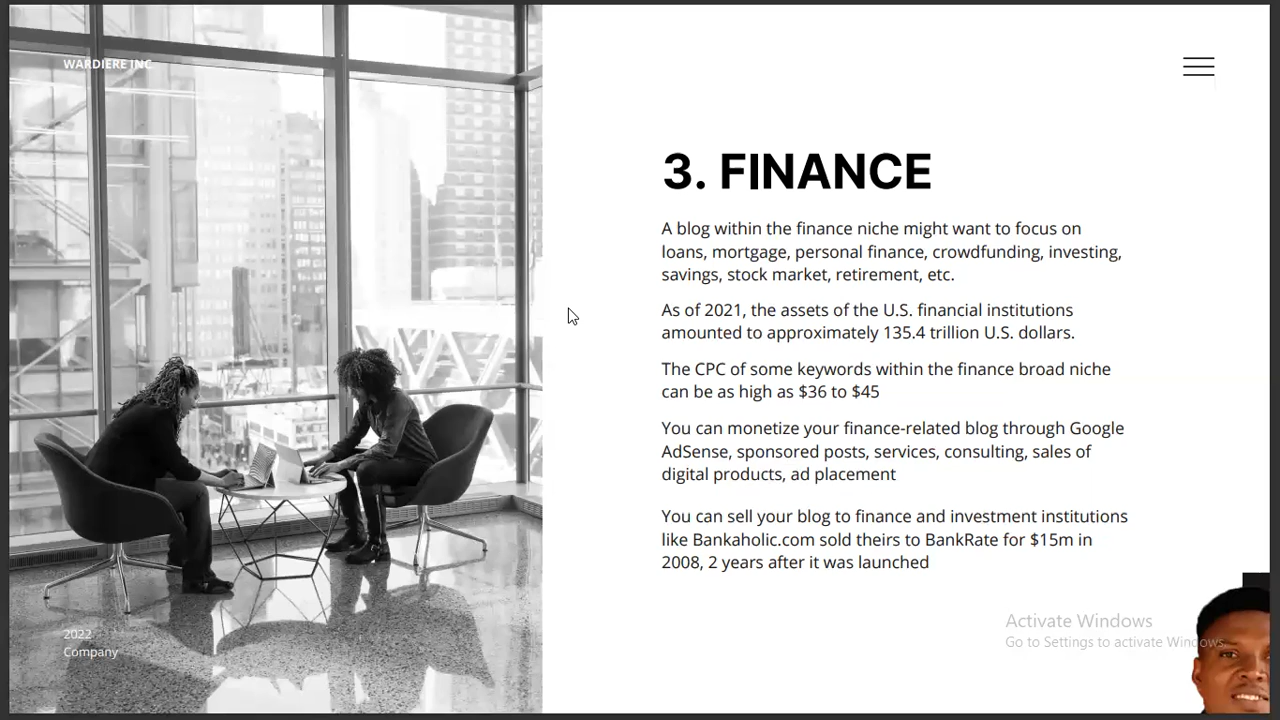 WARDIERE INC
3. FINANCE
A blog within the finance niche might want to focus on
loans, mortgage, personal finance, crowdfunding, investing,
savings, stock market, retirement, etc.
As of 2021, the assets of the U.S. financial institutions
amounted to approximately 135.4 trillion U.S. dollars.
The CPC of some keywords within the finance broad niche
can be as high as $36 to $45
You can monetize your finance-related blog through Google
AdSense, sponsored posts, services, consulting, sales of
digital products, ad placement
You can sell your blog to finance and investment institutions
like Bankaholic.com sold theirs to BankRate for $15m in
2008, 2 years after it was launched
2022
Company
Activate Windows
Go to Settings to activate Windows